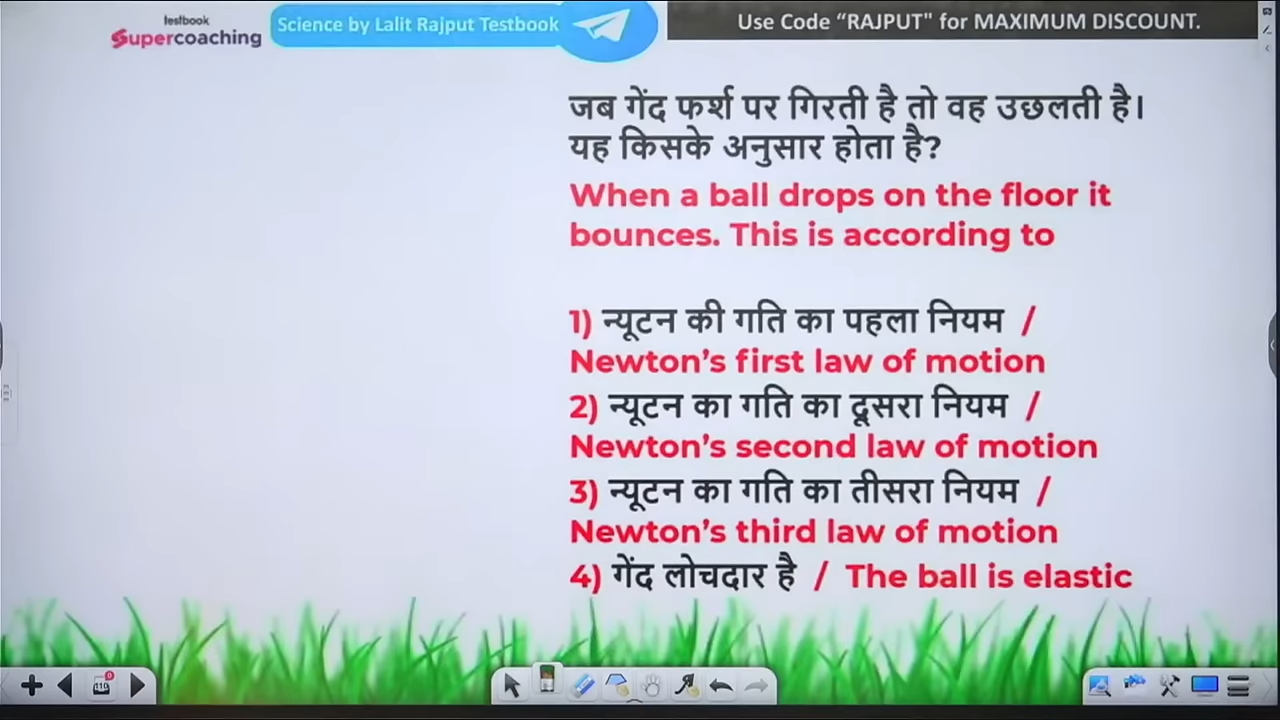 testbook
Supercoaching
Science by Lalit Rajput Testbook
Use Code “RAJPUT" for MAXIMUM DISCOUNT.
जब गेंद फर्श पर गिरती है तो वह उछलती है।
यह किसके अनुसार होता है?
When a ball drops on the floor it
bounces. This is according to
1) न्यूटन की गति का पहला नियम /
Newton’s first law of motion
2) न्यूटन का गति का दूसरा नियम /
Newton’s second law of motion
3) न्यूटन का गति का तीसरा नियम /
Newton’s third law of motion
4) गेंद लोचदार है / The ball is elastic
110
0